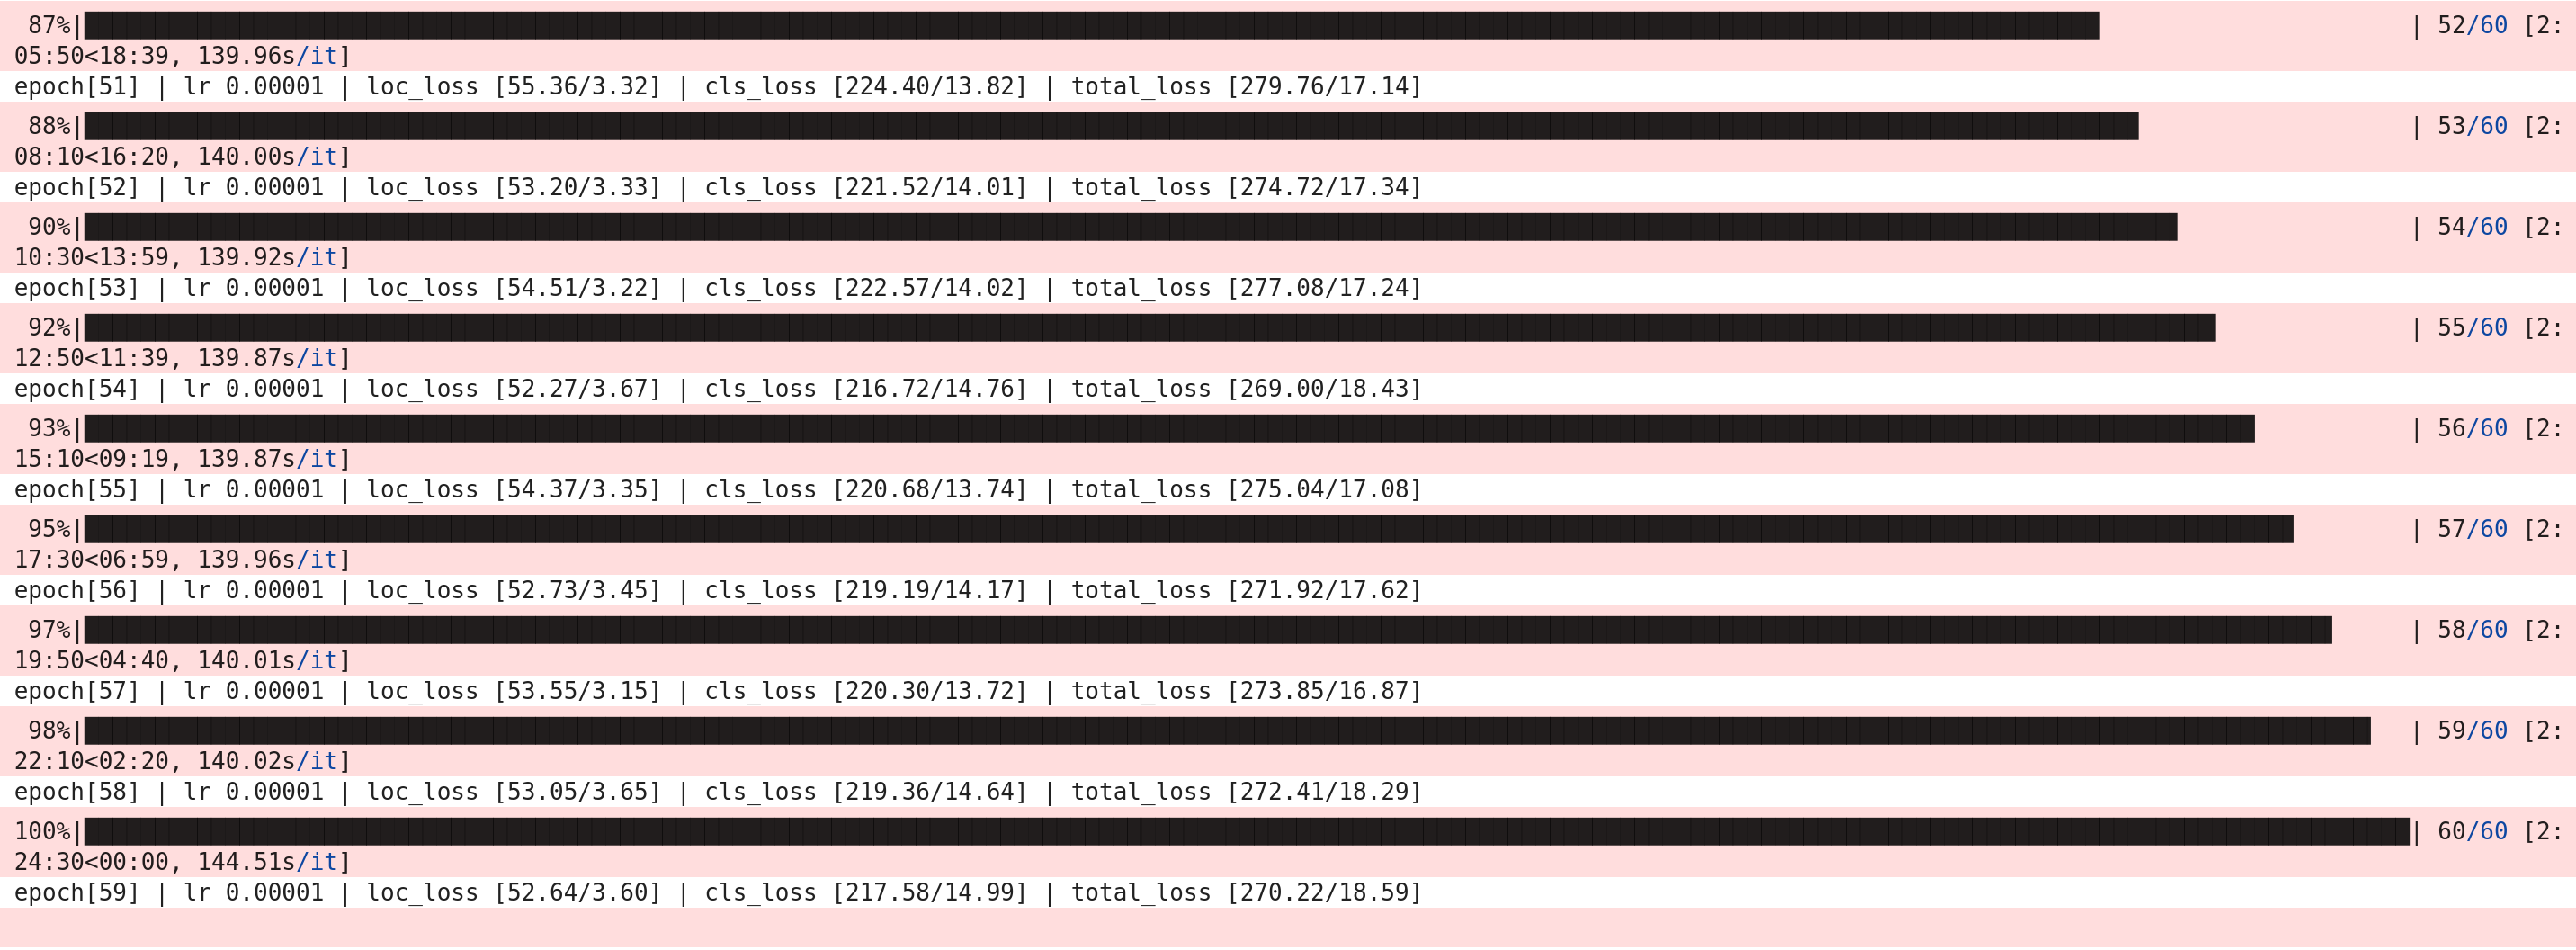 87%|██████████| 52/60 [2:
05:50<18:39, 139.96s/it]
epoch[51] | lr 0.00001 | loc_loss [55.36/3.32] | cls_loss [224.40/13.82] | total_loss [279.76/17.14]
88%|██████████| 53/60 [2:
08:10<16:20, 140.00s/it]
epoch[52] | lr 0.00001 | loc_loss [53.20/3.33] | cls_loss [221.52/14.01] | total_loss [274.72/17.34]
90%|██████████| 54/60 [2:
10:30<13:59, 139.92s/it]
epoch[53] | lr 0.00001 | loc_loss [54.51/3.22] | cls_loss [222.57/14.02] | total_loss [277.08/17.24]
92%|██████████| 55/60 [2:
12:50<11:39, 139.87s/it]
epoch[54] | lr 0.00001 | loc_loss [52.27/3.67] | cls_loss [216.72/14.76] | total_loss [269.00/18.43]
93%|██████████| 56/60 [2:
15:10<09:19, 139.87s/it]
epoch[55] | lr 0.00001 | loc_loss [54.37/3.35] | cls_loss [220.68/13.74] | total_loss [275.04/17.08]
95%|██████████| 57/60 [2:
17:30<06:59, 139.96s/it]
epoch[56] | lr 0.00001 | loc_loss [52.73/3.45] | cls_loss [219.19/14.17] | total_loss [271.92/17.62]
97%|██████████| 58/60 [2:
19:50<04:40, 140.01s/it]
epoch[57] | lr 0.00001 | loc_loss [53.55/3.15] | cls_loss [220.30/13.72] | total_loss [273.85/16.87]
98%|██████████| 59/60 [2:
22:10<02:20, 140.02s/it]
epoch[58] | lr 0.00001 | loc_loss [53.05/3.65] | cls_loss [219.36/14.64] | total_loss [272.41/18.29]
100%|██████████| 60/60 [2:
24:30<00:00, 144.51s/it]
epoch[59] | lr 0.00001 | loc_loss [52.64/3.60] | cls_loss [217.58/14.99] | total_loss [270.22/18.59]